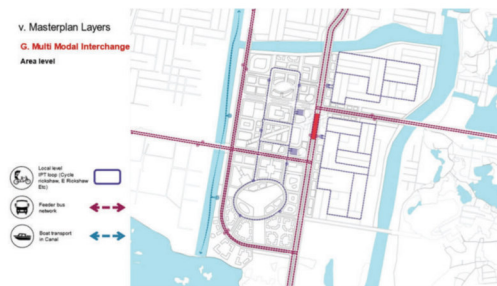 v. Masterplan Layers
G. Multi Modal Interchange
Area level
Local level
IPT loop (Cycle
rickshaw, E Rickshaw
Etc)
Feeder bus
network
Boat transport
in Canal